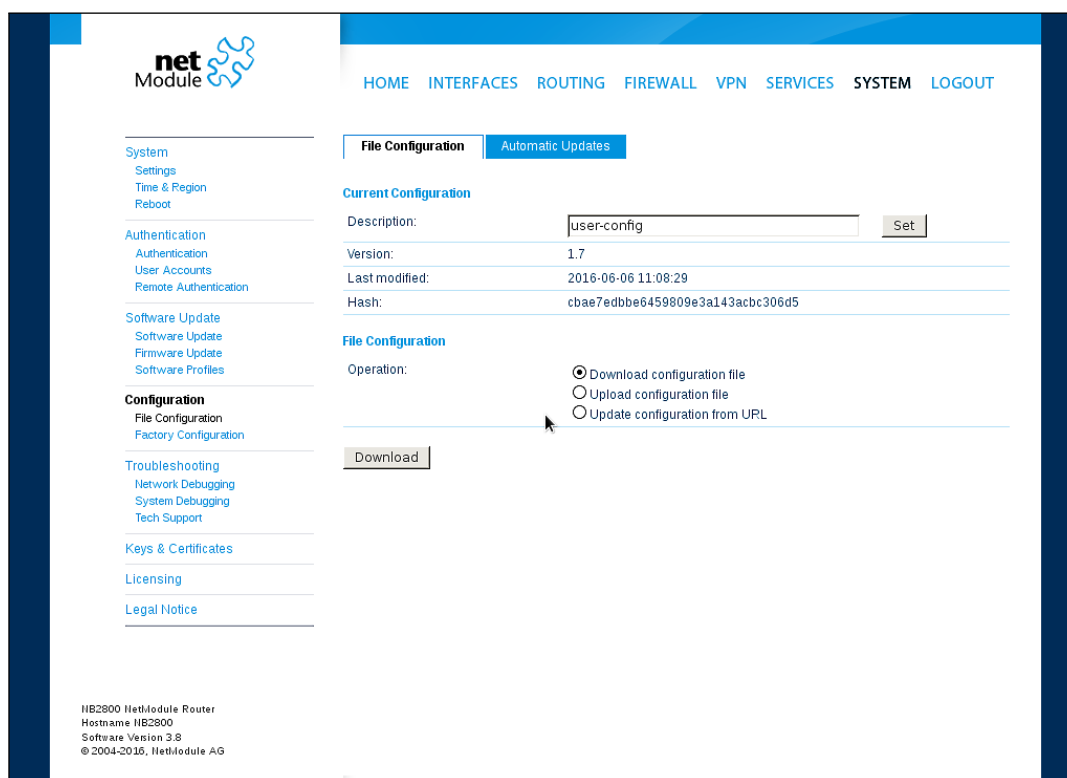 net
Module
HOME INTERFACES ROUTING FIREWALL VPN SERVICES SYSTEM LOGOUT
System
Settings
Time & Region
Reboot
Authentication
Authentication
User Accounts
Remote Authentication
Software Update
Software Update
Firmware Update
Software Profiles
Configuration
File Configuration
Factory Configuration
Troubleshooting
Network Debugging
System Debugging
Tech Support
Keys & Certificates
Licensing
Legal Notice
File Configuration Automatic Updates
Current Configuration
Description: user-config Set
Version: 1.7
Last modified: 2016-06-06 11:08:29
Hash: cbae7edbbe6459809e3a143acbc306d5
File Configuration
Operation: Download configuration file
Upload configuration file
Update configuration from URL
Download
NB2800 NetModule Router
Hostname NB2800
Software Version 3.8
© 2004-2016, NetModule AG